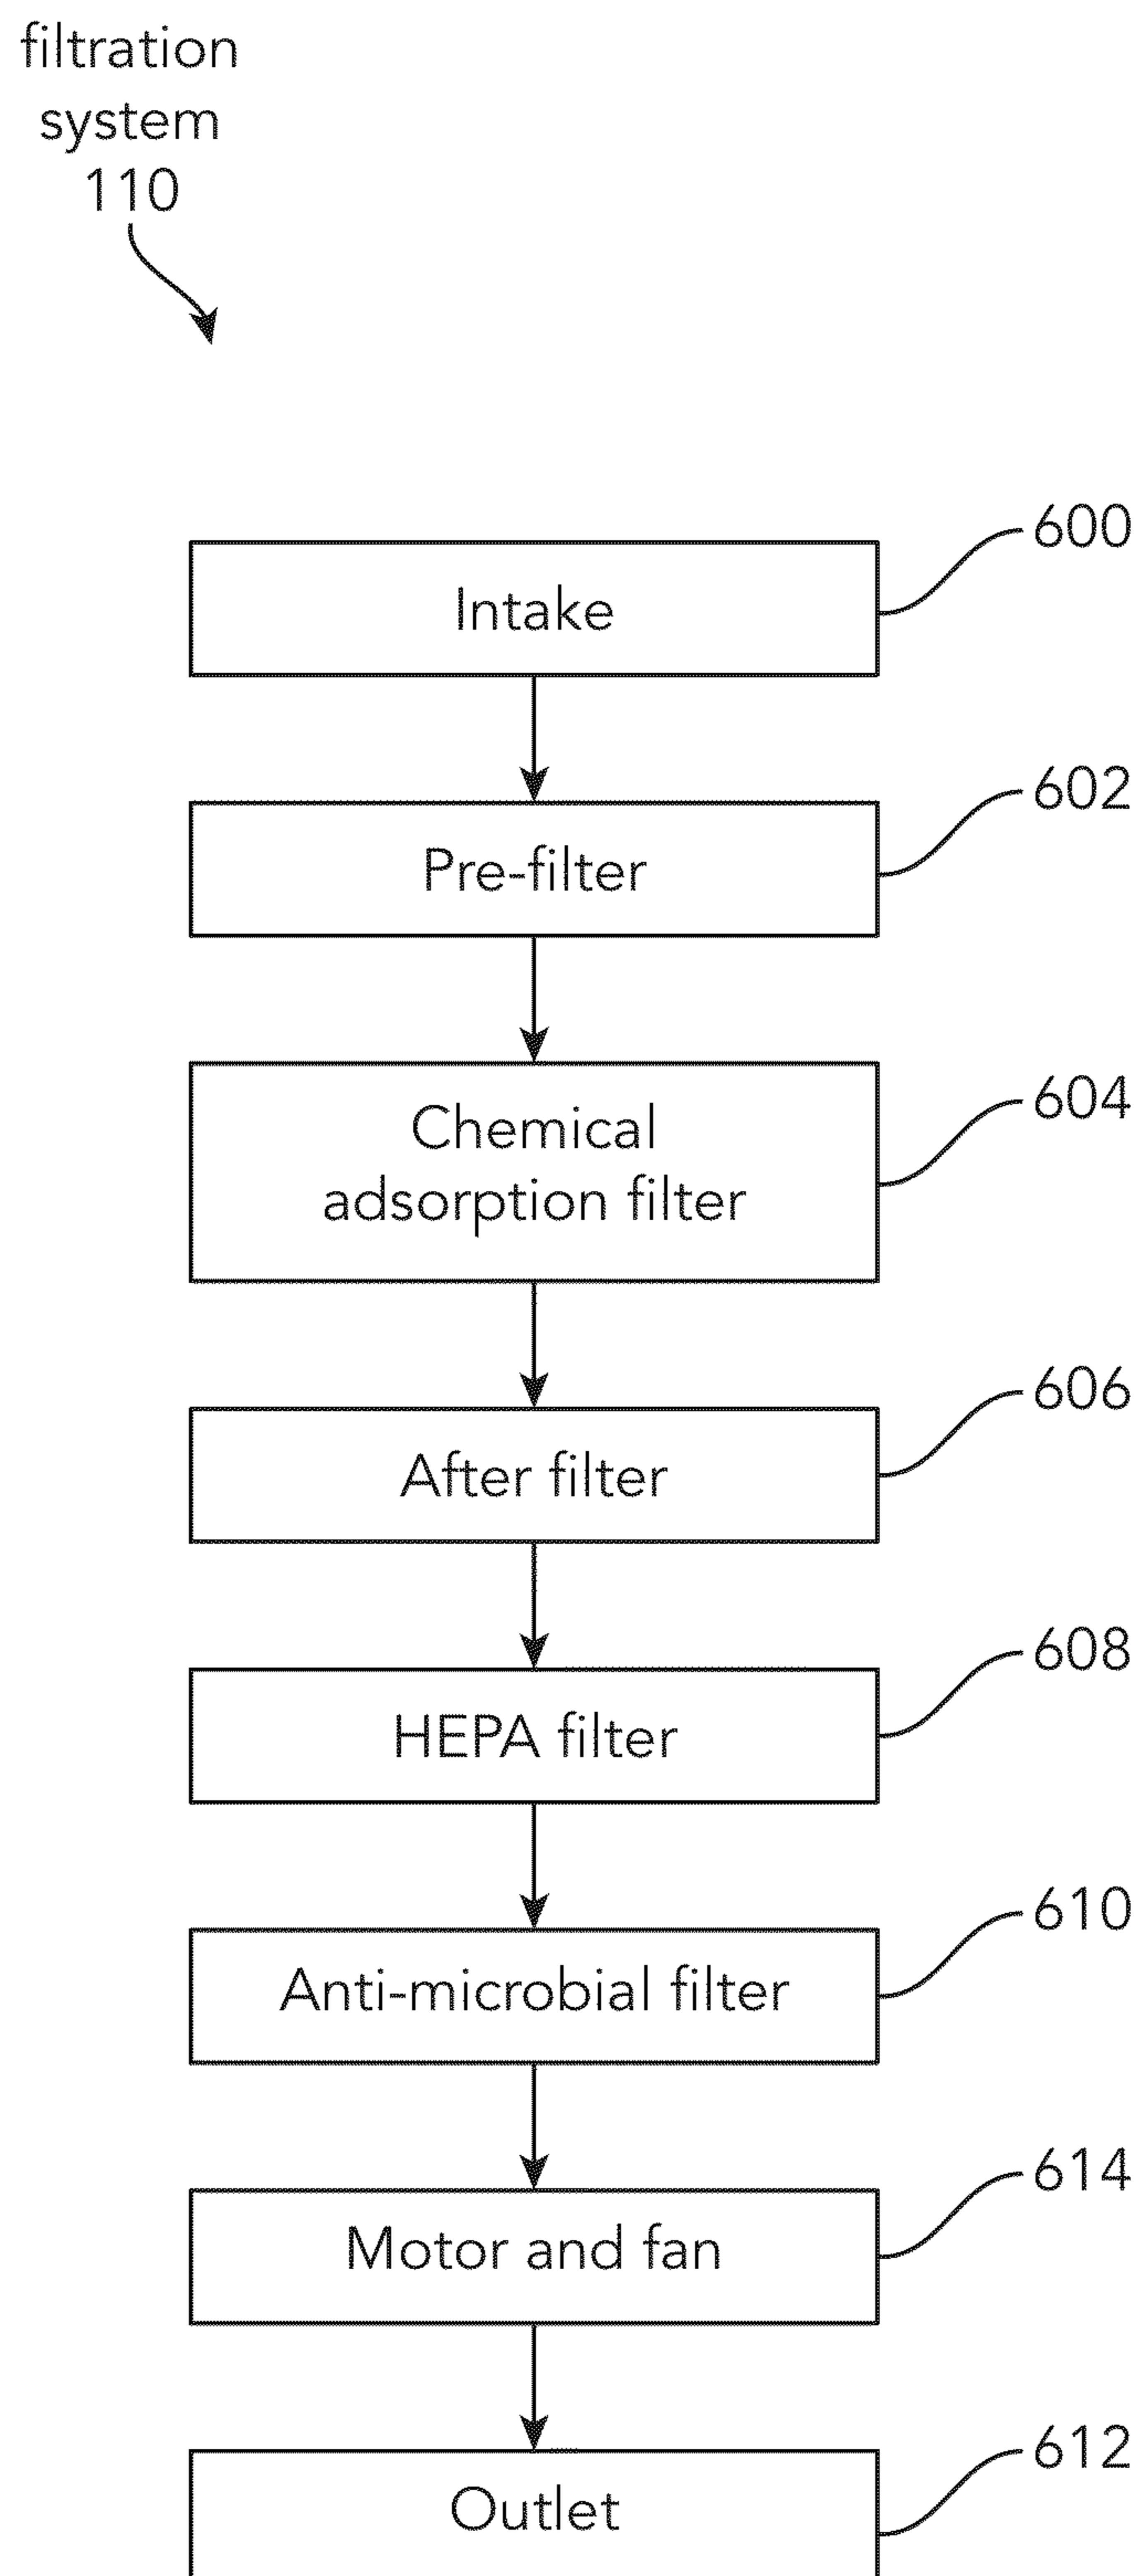 filtration
system
110
600
Intake
602
Pre-filter
604
Chemical
adsorption filter
606
After filter
608
HEPA filter
610
Anti-microbial filter
614
Motor and fan
612
Outlet